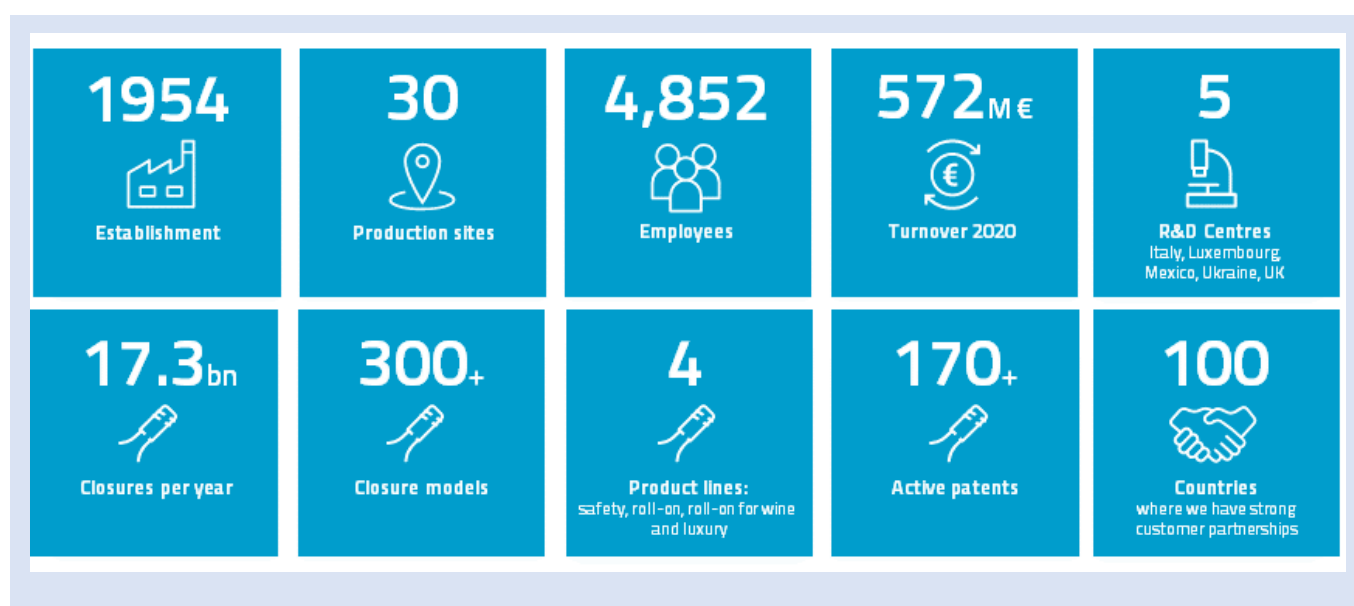 1954
Establishment
30
Production sites
4,852
Employees
572M€
€
Turnover 2020
5
R&D Centres
Italy, Luxembourg,
Mexico, Ukraine, UK
17.3bn
Closures per year
300+
Closure models
4
Product lines:
safety, roll-on, roll-on for wine
and luxury
170+
Active patents
100
Countries
where we have strong
customer partnerships